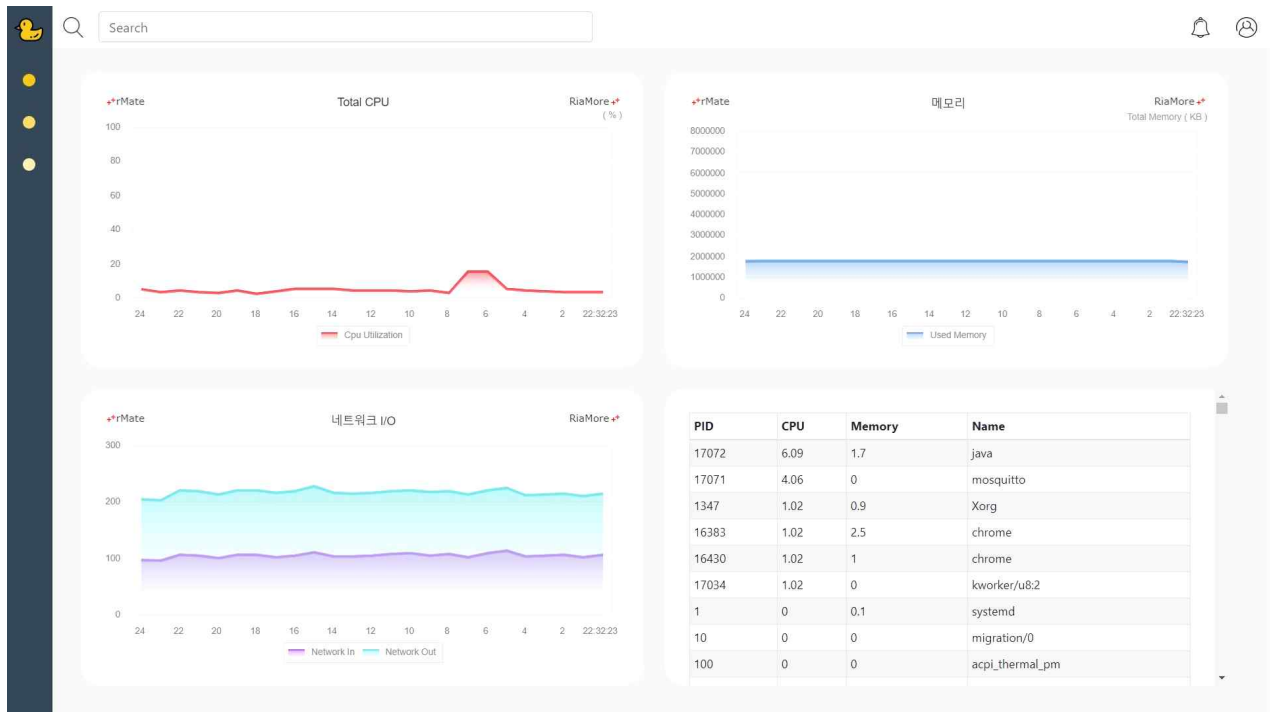 Search
rMate Total CPU RiaMore
( % )
100
80
60
40
20
0
24 22 20 18 16 14 12 10 8 6 4 2 22:32:23
Cpu Utilization
rMate 메모리 RiaMore
Total Memory ( KB )
8000000
7000000
6000000
5000000
4000000
3000000
2000000
1000000
0
24 22 20 18 16 14 12 10 8 6 4 2 22:32:23
Used Memory
rMate 네트워크 I/O RiaMore
300
200
100
0
24 22 20 18 16 14 12 10 8 6 4 2 22:32:23
Network In Network Out
PID CPU Memory Name
17072 6.09 1.7 java
17071 4.06 0 mosquitto
1347 1.02 0.9 Xorg
16383 1.02 2.5 chrome
16430 1.02 1 chrome
17034 1.02 0 kworker/u8:2
1 0 0.1 systemd
10 0 0 migration/0
100 0 0 acpi_thermal_pm